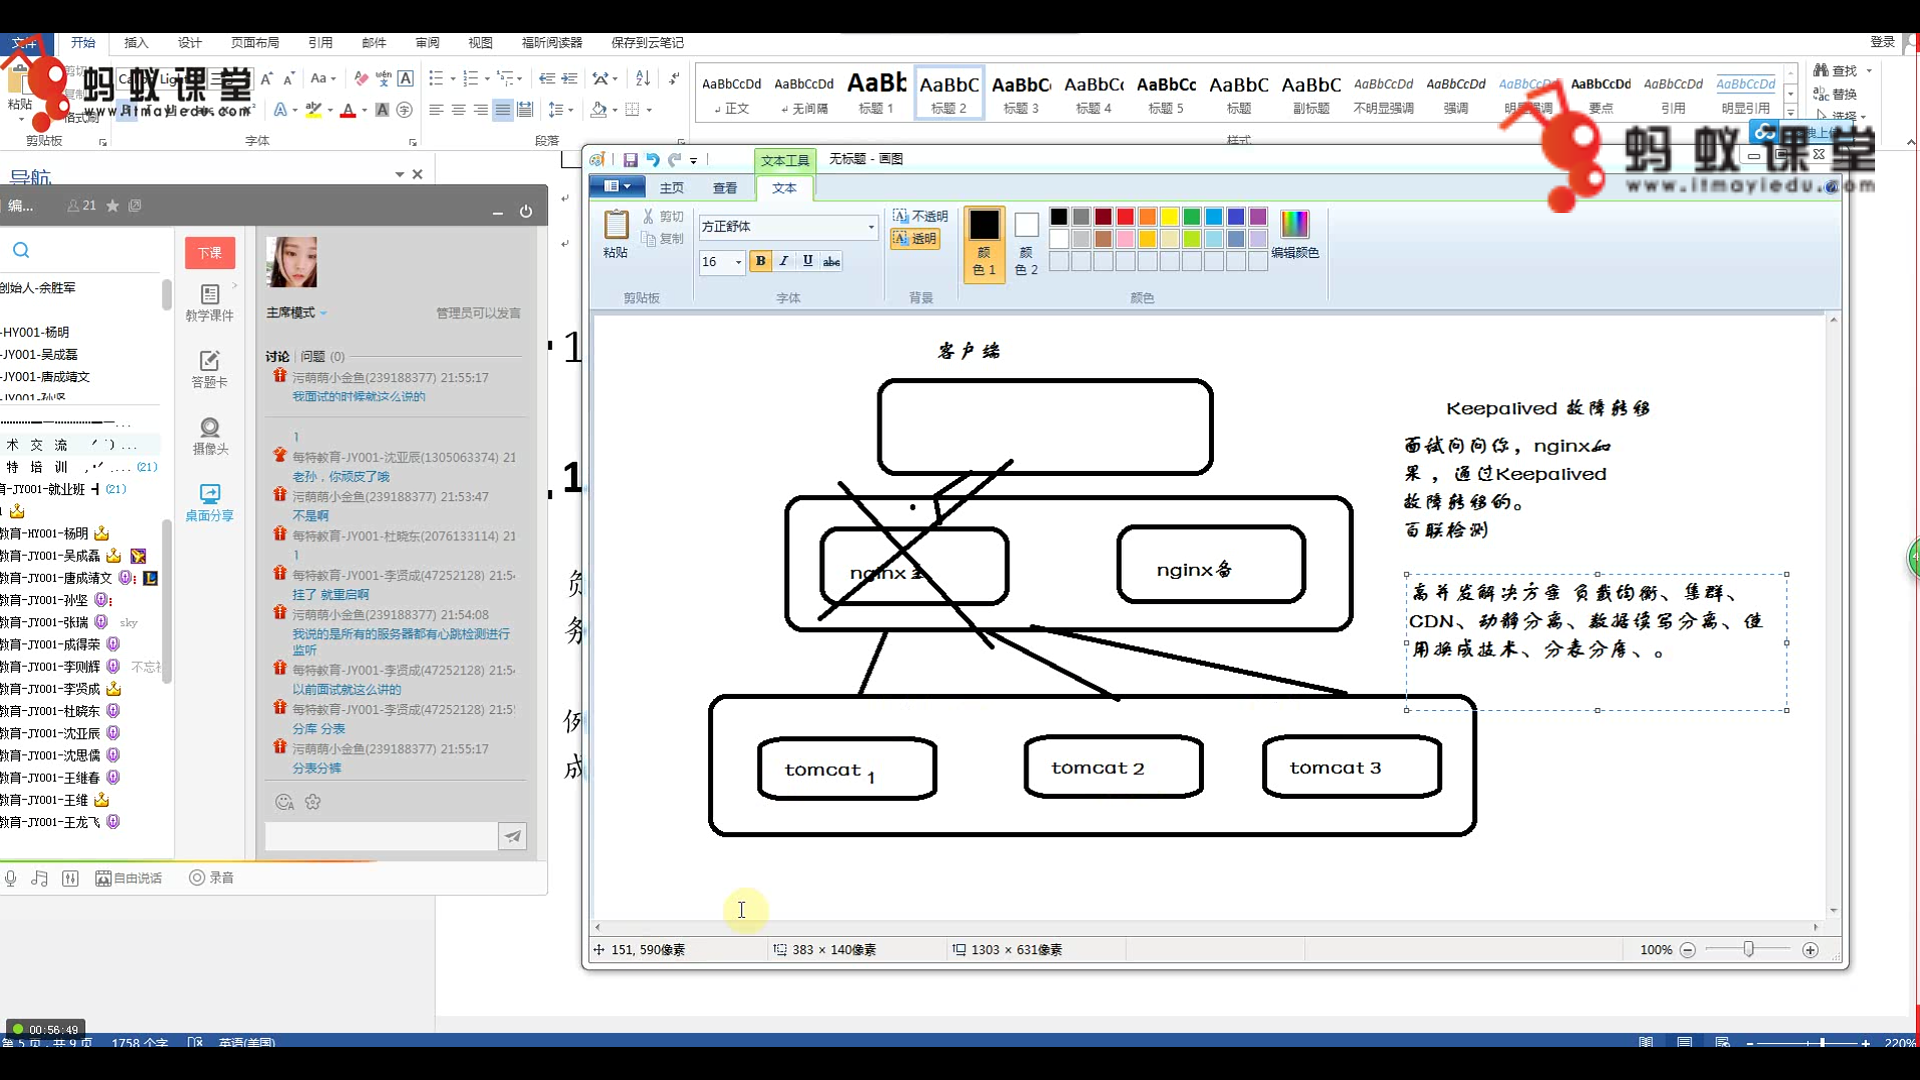 文件 开始 插入 设计 页面布局 引用 邮件 审阅 视图 福昕阅读器 保存到云笔记 登录
蚂蚁课堂
www.itmayiedu.com
粘贴
剪贴板 字体 段落 样式
AaBbCcDd AaBbCcDd AaBb AaBbC AaBbC AaBbCc AaBbCc AaBbC AaBbC AaBbCcDd AaBbCcDd AaBbCcDd AaBbCcDd AaBbCcDd AaBbCcDd
正文 无间隔 标题 1 标题 2 标题 3 标题 4 标题 5 标题 副标题 不明显强调 强调 明显强调 要点 引用 明显引用
查找
替换
选择
蚂蚁课堂
www.itmayiedu.com
导航
编... 21
创始人-余胜军
-HY001-杨明
-JY001-吴成磊
-JY001-唐成靖文
-JY001-孙坚
术 交 流
特 培 训 (21)
育-JY001-就业班 (21)
教育-HY001-杨明
教育-JY001-吴成磊
教育-JY001-唐成靖文
教育-JY001-孙坚
教育-JY001-张瑞 sky
教育-JY001-成得荣
教育-JY001-李则辉 不忘
教育-JY001-李贤成
教育-JY001-杜晓东
教育-JY001-沈亚辰
教育-JY001-沈思儒
教育-JY001-王继春
教育-JY001-王维
教育-JY001-王龙飞
自由说话 录音
下课
教学课件
答题卡
摄像头
桌面分享
主席模式 管理员可以发言
讨论 | 问题 (0)
污萌萌小金鱼(239188377) 21:55:17
我面试的时候就这么说的
1
每特教育-JY001-沈亚辰(1305063374) 21
老孙，你顽皮了哦
污萌萌小金鱼(239188377) 21:53:47
不是啊
每特教育-JY001-杜晓东(2076133114) 21
1
每特教育-JY001-李贤成(47252128) 21:54
挂了 就重启啊
污萌萌小金鱼(239188377) 21:54:08
我说的是所有的服务器都有心跳检测进行
监听
每特教育-JY001-李贤成(47252128) 21:54
以前面试就这么讲的
每特教育-JY001-李贤成(47252128) 21:5
分库 分表
污萌萌小金鱼(239188377) 21:55:17
分表分裤
文本工具 无标题 - 画图
主页 查看 文本
粘贴 剪切
复制
剪贴板
方正舒体
16 B I U abc
字体
不透明
透明
背景
颜色 1
颜色 2
编辑颜色
颜色
客户端
nginx
nginx备
tomcat 1
tomcat 2
tomcat 3
Keepalived 故障转移
面试问问你，nginx如
果，通过Keepalived
故障转移的。
百联检测
高并发解决方案 负载均衡、集群、
CDN、动静分离、数据读写分离、使
用换成技术、分表分库、。
151, 590像素 383 × 140像素 1303 × 631像素 100%
00:56:49
第 5 页，共 9 页 1758 个字 英语(美国) 220%